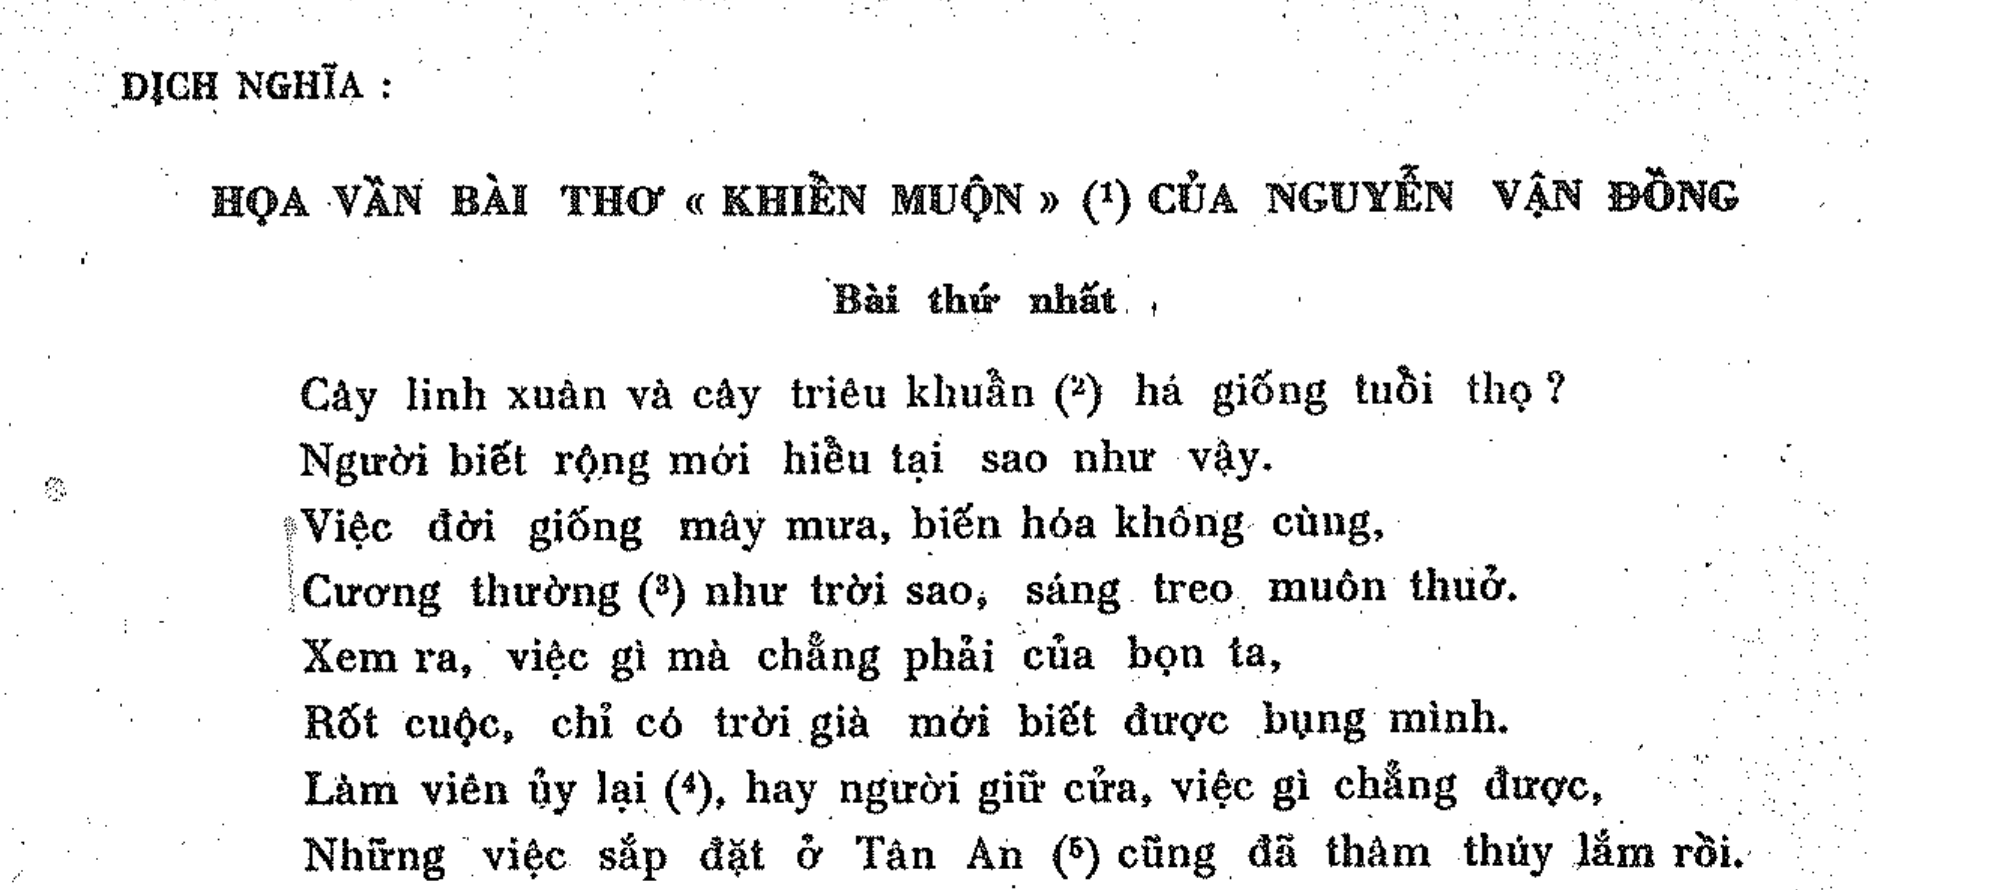 DỊCH NGHĨA :
HỌA VẦN BÀI THƠ « KHIỀN MUỘN » (¹) CỦA NGUYỄN VẬN ĐỒNG
Bài thứ nhất
Cây linh xuân và cây triêu khuẩn (²) há giống tuổi thọ ?
Người biết rộng mới hiểu tại sao như vậy.
Việc đời giống mây mưa, biến hóa không cùng,
Cương thường (³) như trời sao, sáng treo muôn thuở.
Xem ra, việc gì mà chẳng phải của bọn ta,
Rốt cuộc, chỉ có trời già mới biết được bụng mình.
Làm viên ủy lại (⁴), hay người giữ cửa, việc gì chẳng được,
Những việc sắp đặt ở Tân An (⁵) cũng đã thâm thúy lắm rồi.